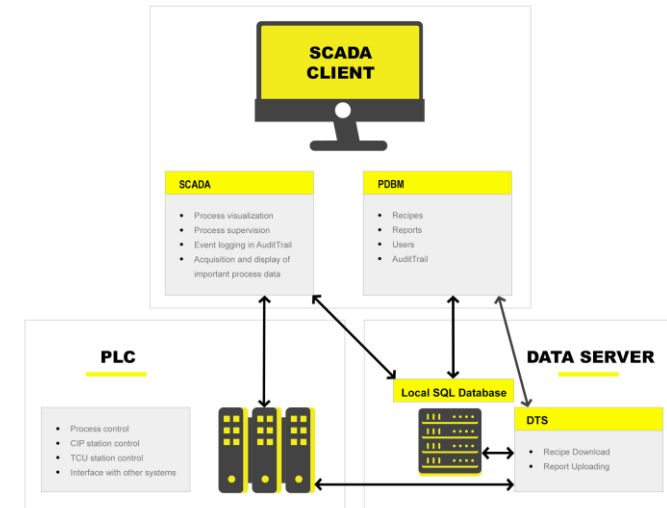 SCADA
CLIENT
SCADA
Process visualization
Process supervision
Event logging in AuditTrail
Acquisition and display of
important process data
PDBM
Recipes
Reports
Users
AuditTrail
PLC
Process control
CIP station control
TCU station control
Interface with other systems
DATA SERVER
Local SQL Database
DTS
Recipe Download
Report Uploading